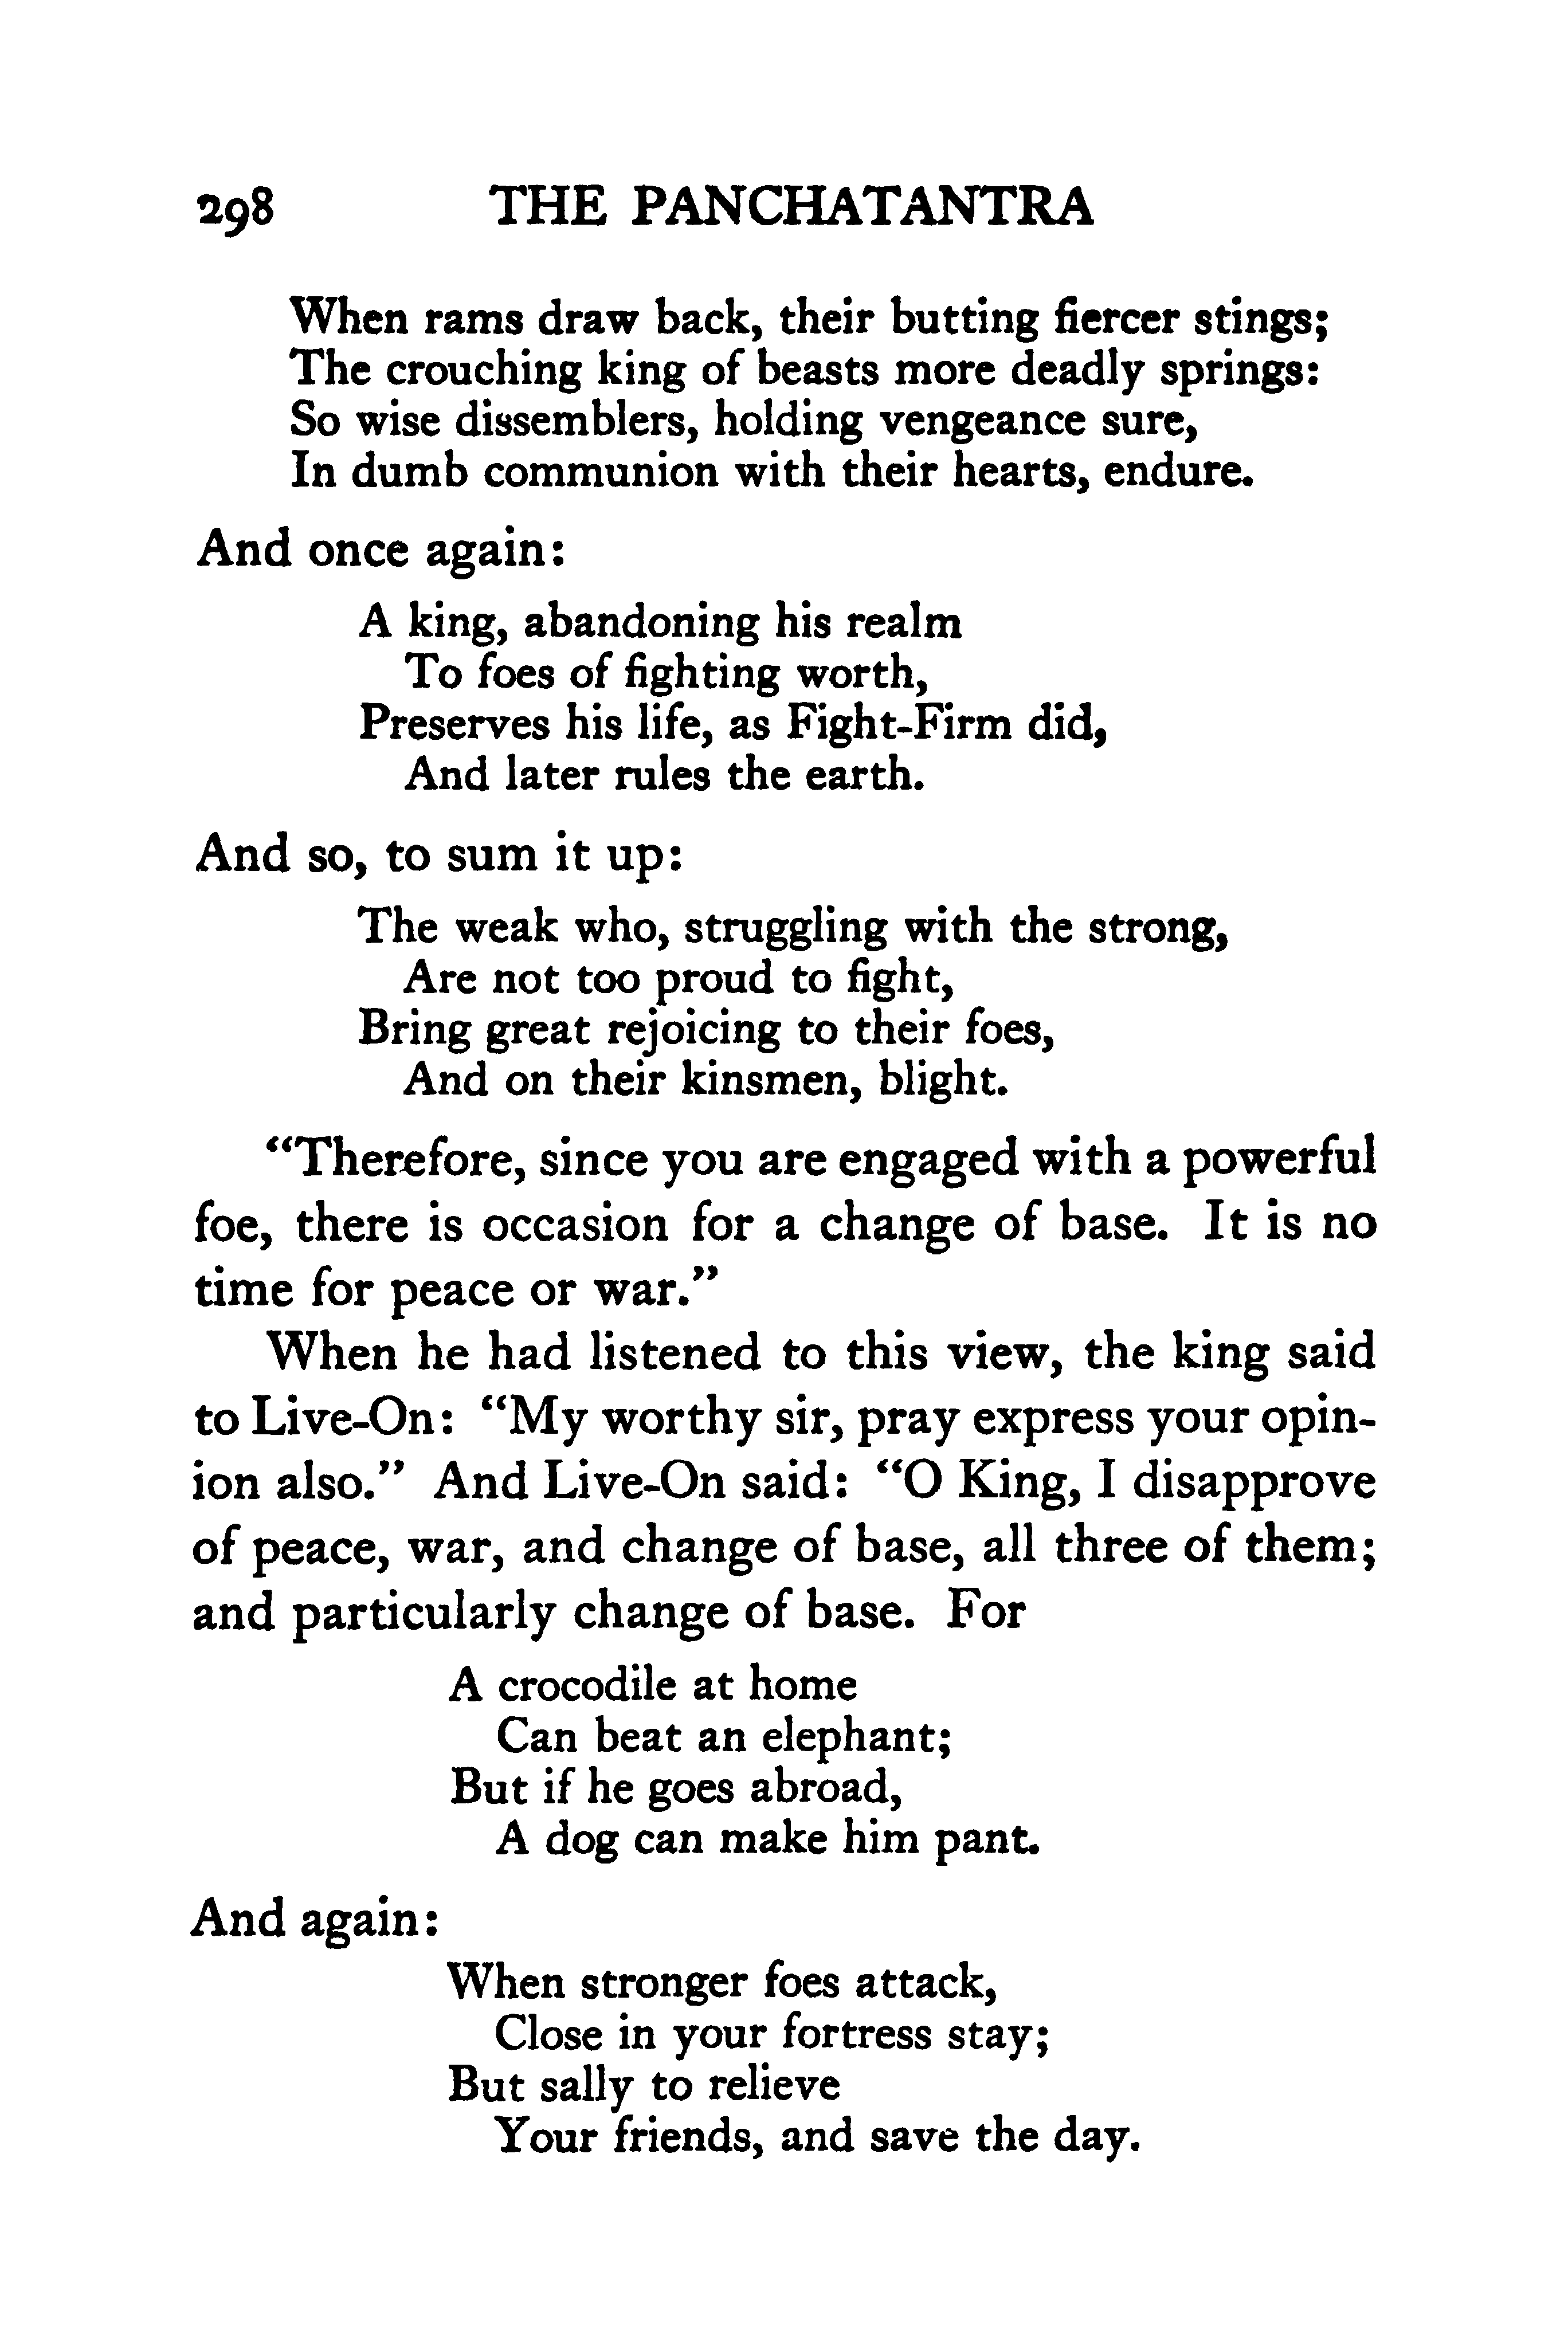 298 THE PANCHATANTRA
When rams draw back, their butting fiercer stings;
The crouching king of beasts more deadly springs:
So wise dissemblers, holding vengeance sure,
In dumb communion with their hearts, endure.
And once again:
A king, abandoning his realm
To foes of fighting worth,
Preserves his life, as Fight-Firm did,
And later rules the earth.
And so, to sum it up:
The weak who, struggling with the strong,
Are not too proud to fight,
Bring great rejoicing to their foes,
And on their kinsmen, blight.
“Therefore, since you are engaged with a powerful
foe, there is occasion for a change of base. It is no
time for peace or war.”
When he had listened to this view, the king said
to Live-On: “My worthy sir, pray express your opin-
ion also.” And Live-On said: “O King, I disapprove
of peace, war, and change of base, all three of them;
and particularly change of base. For
A crocodile at home
Can beat an elephant;
But if he goes abroad,
A dog can make him pant.
And again:
When stronger foes attack,
Close in your fortress stay;
But sally to relieve
Your friends, and save the day.